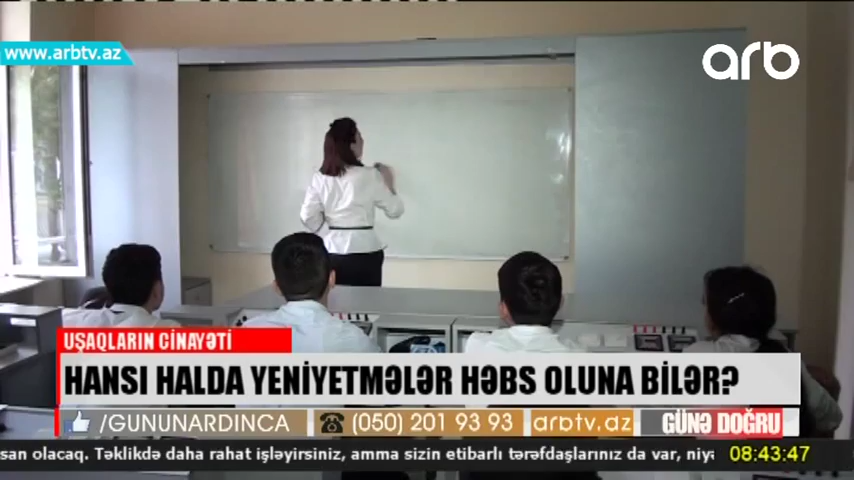 www.arbtv.az
arb
UŞAQLARIN CİNAYƏTİ
HANSI HALDA YENİYETMƏLƏR HƏBS OLUNA BİLƏR?
/GUNUNARDINCA (050) 201 93 93 arbtv.az GÜNƏ DOĞRU
san olacaq. Təklikdə daha rahat işləyirsiniz, amma sizin etibarlı tərəfdaşlarınız da var, niyə 08:43:47